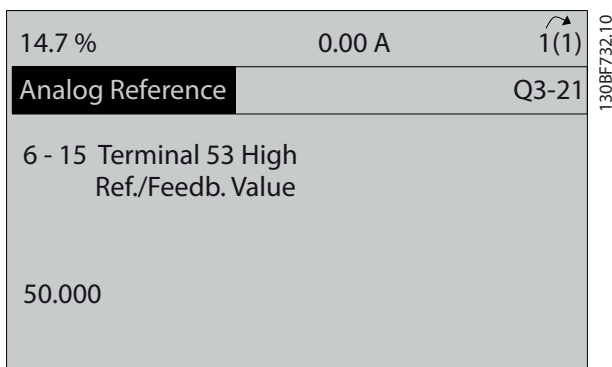 14.7 % 0.00 A 1(1)
Analog Reference Q3-21
6 - 15 Terminal 53 High
Ref./Feedb. Value
50.000
130BF732.10